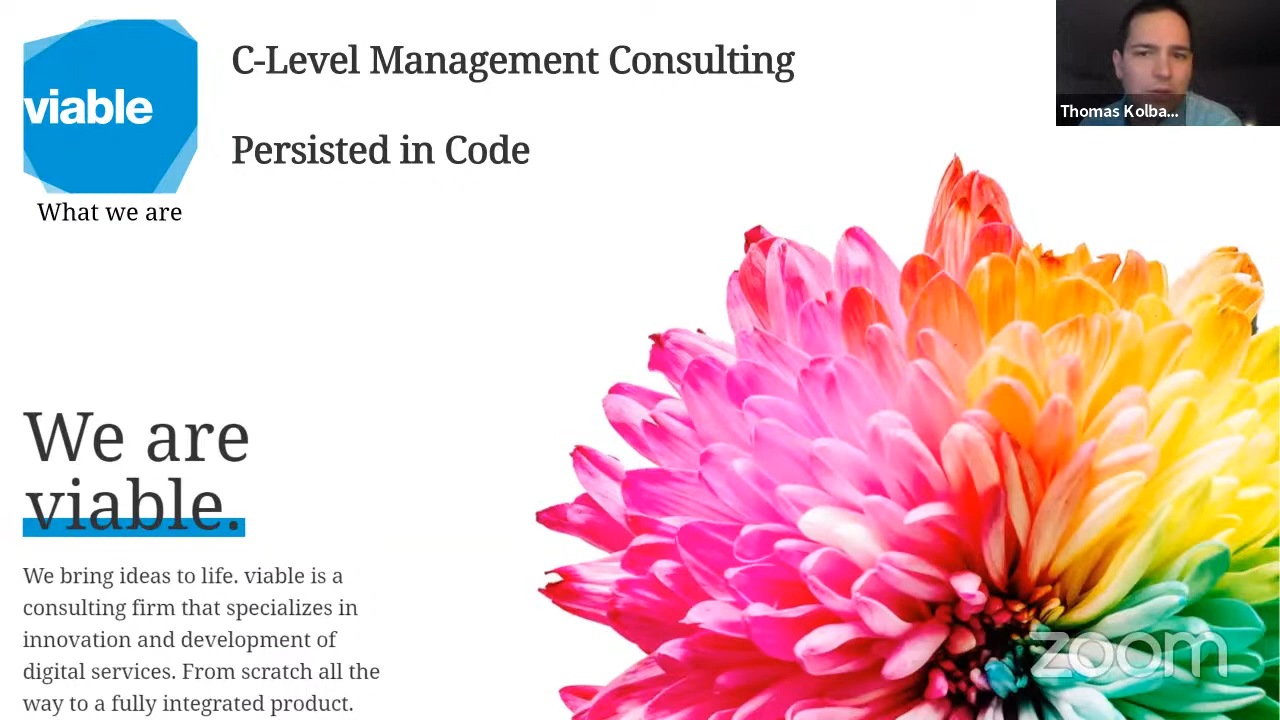 viable
C-Level Management Consulting
Persisted in Code
What we are
Thomas Kolba...
We are
viable.
We bring ideas to life. viable is a
consulting firm that specializes in
innovation and development of
digital services. From scratch all the
way to a fully integrated product.
zoom